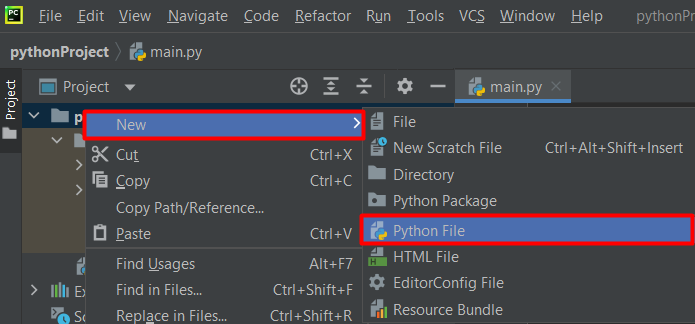 PC
File Edit View Navigate Code Refactor Run Tools VCS Window Help
pythonProject main.py
Project
Project main.py
New
Cut Ctrl+X
Copy Ctrl+C
Copy Path/Reference...
Paste Ctrl+V
Find Usages Alt+F7
Find in Files... Ctrl+Shift+F
Replace in Files... Ctrl+Shift+R
File
New Scratch File Ctrl+Alt+Shift+Insert
Directory
Python Package
Python File
HTML File
EditorConfig File
Resource Bundle